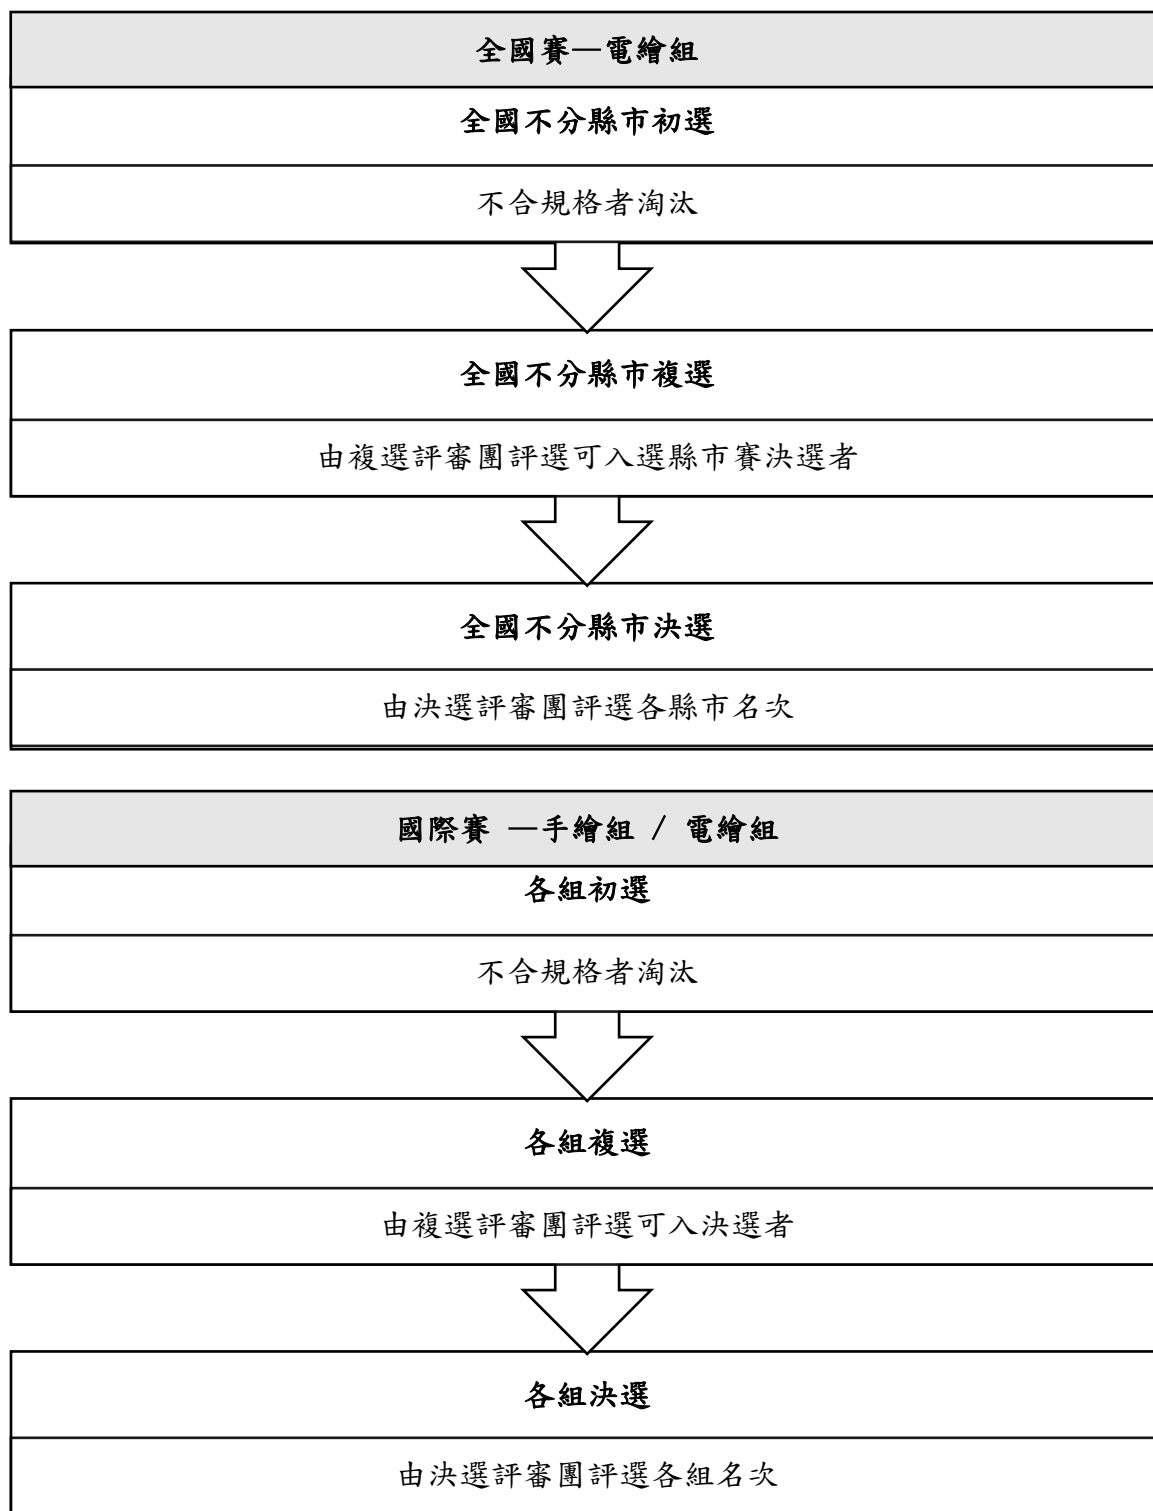 全國賽—電繪組
全國不分縣市初選
不合規格者淘汰
全國不分縣市複選
由複選評審團評選可入選縣市賽決選者
全國不分縣市決選
由決選評審團評選各縣市名次
國際賽 —手繪組 / 電繪組
各組初選
不合規格者淘汰
各組複選
由複選評審團評選可入決選者
各組決選
由決選評審團評選各組名次